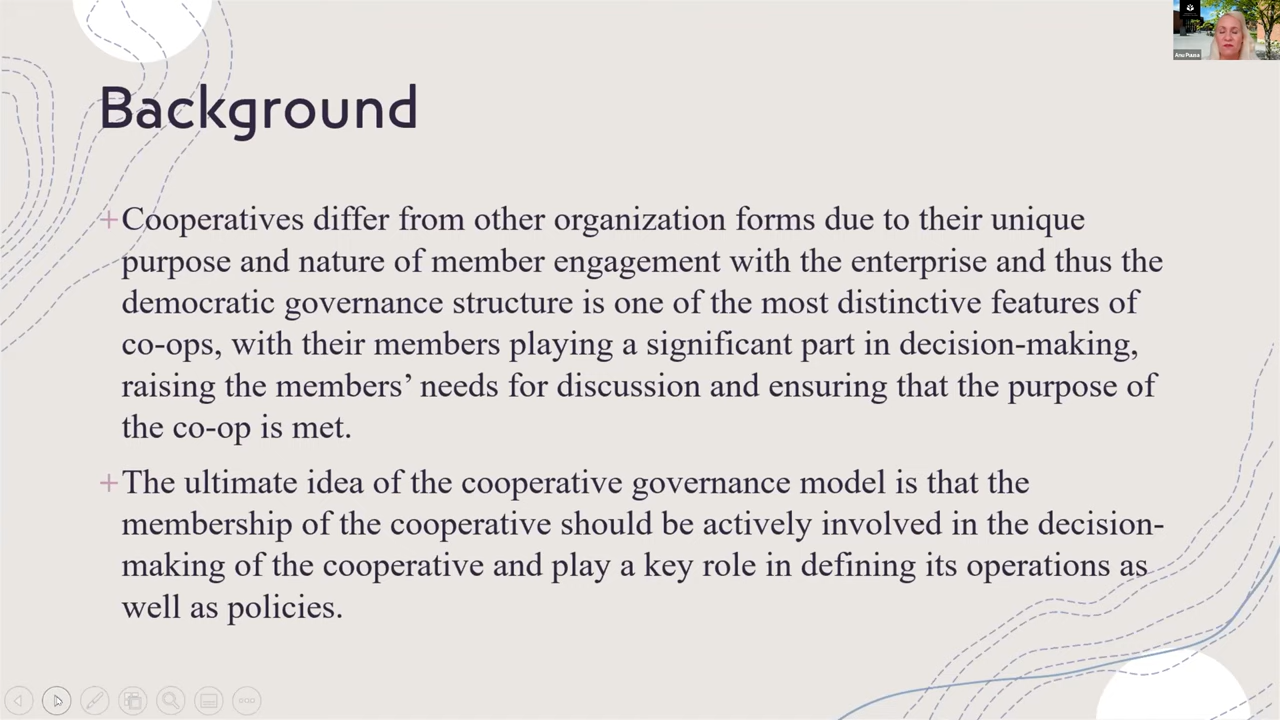 Anu Puusa
Background
+Cooperatives differ from other organization forms due to their unique
purpose and nature of member engagement with the enterprise and thus the
democratic governance structure is one of the most distinctive features of
co-ops, with their members playing a significant part in decision-making,
raising the members’ needs for discussion and ensuring that the purpose of
the co-op is met.
+The ultimate idea of the cooperative governance model is that the
membership of the cooperative should be actively involved in the decision-
making of the cooperative and play a key role in defining its operations as
well as policies.